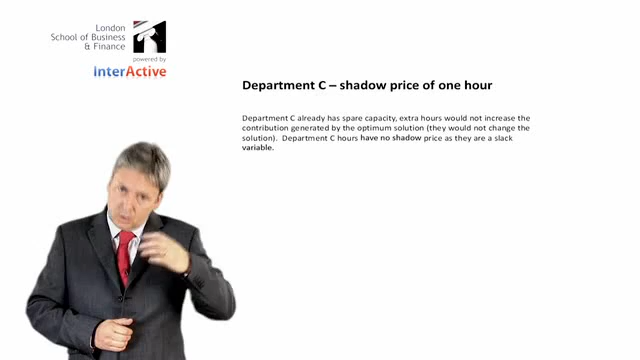 London
School of Business
& Finance
powered by
InterActive
Department C – shadow price of one hour
Department C already has spare capacity, extra hours would not increase the
contribution generated by the optimum solution (they would not change the
solution). Department C hours have no shadow price as they are a slack
variable.